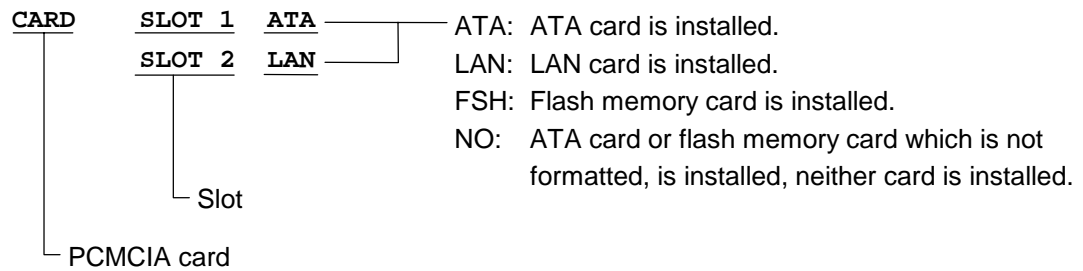 CARD SLOT 1 ATA ATA: ATA card is installed.
SLOT 2 LAN LAN: LAN card is installed.
FSH: Flash memory card is installed.
NO: ATA card or flash memory card which is not
formatted, is installed, neither card is installed.
Slot
PCMCIA card